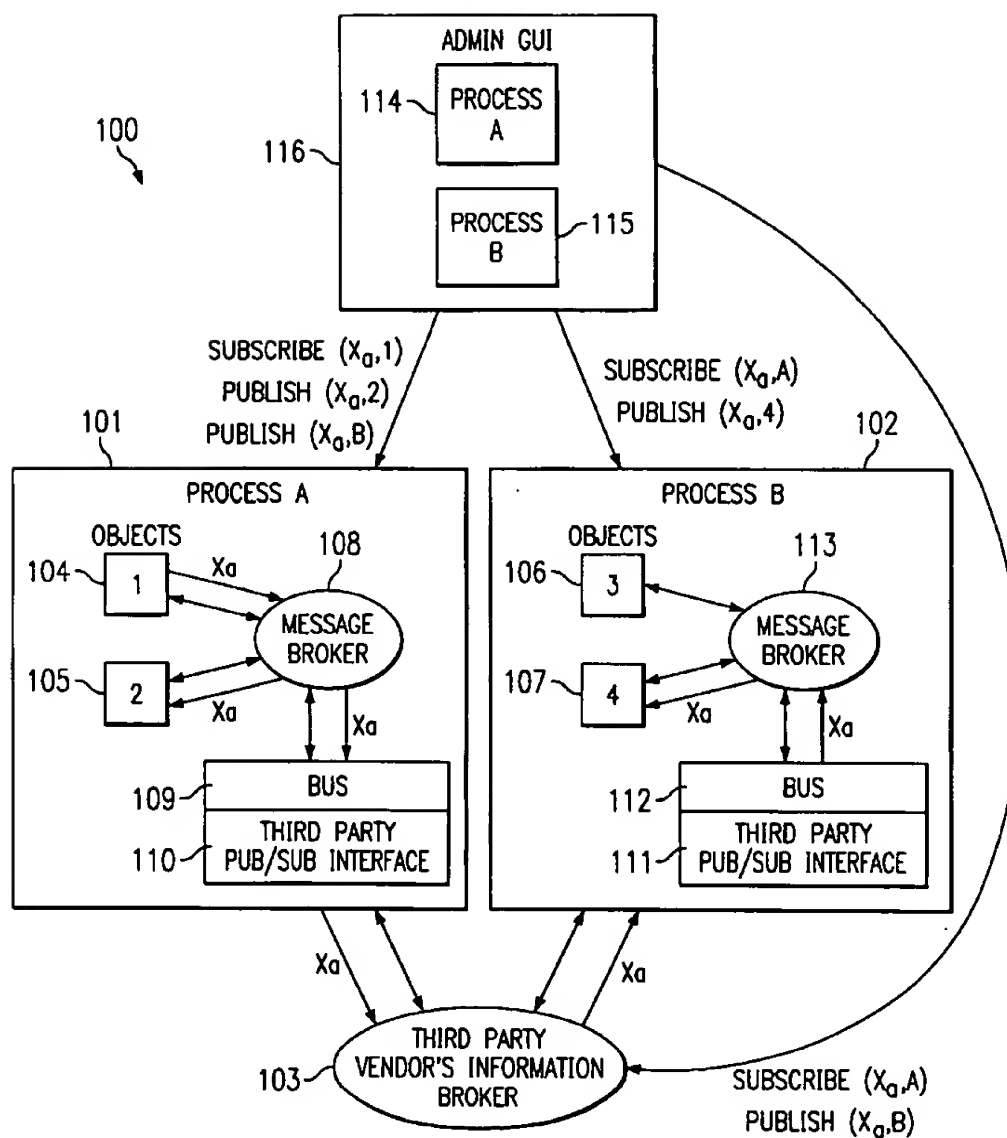 ADMIN GUI
114
PROCESS
A
100
116
PROCESS
B
115
SUBSCRIBE (Xa,1)
PUBLISH (Xa,2)
PUBLISH (Xa,B)
SUBSCRIBE (Xa,A)
PUBLISH (Xa,4)
101
102
PROCESS A
OBJECTS
108
104
1
Xa
MESSAGE
BROKER
105
2
Xa
Xa
109
BUS
110
THIRD PARTY
PUB/SUB INTERFACE
PROCESS B
OBJECTS
113
106
3
MESSAGE
BROKER
107
4
Xa
Xa
112
BUS
111
THIRD PARTY
PUB/SUB INTERFACE
Xa
Xa
103
THIRD PARTY
VENDOR'S INFORMATION
BROKER
SUBSCRIBE (Xa,A)
PUBLISH (Xa,B)